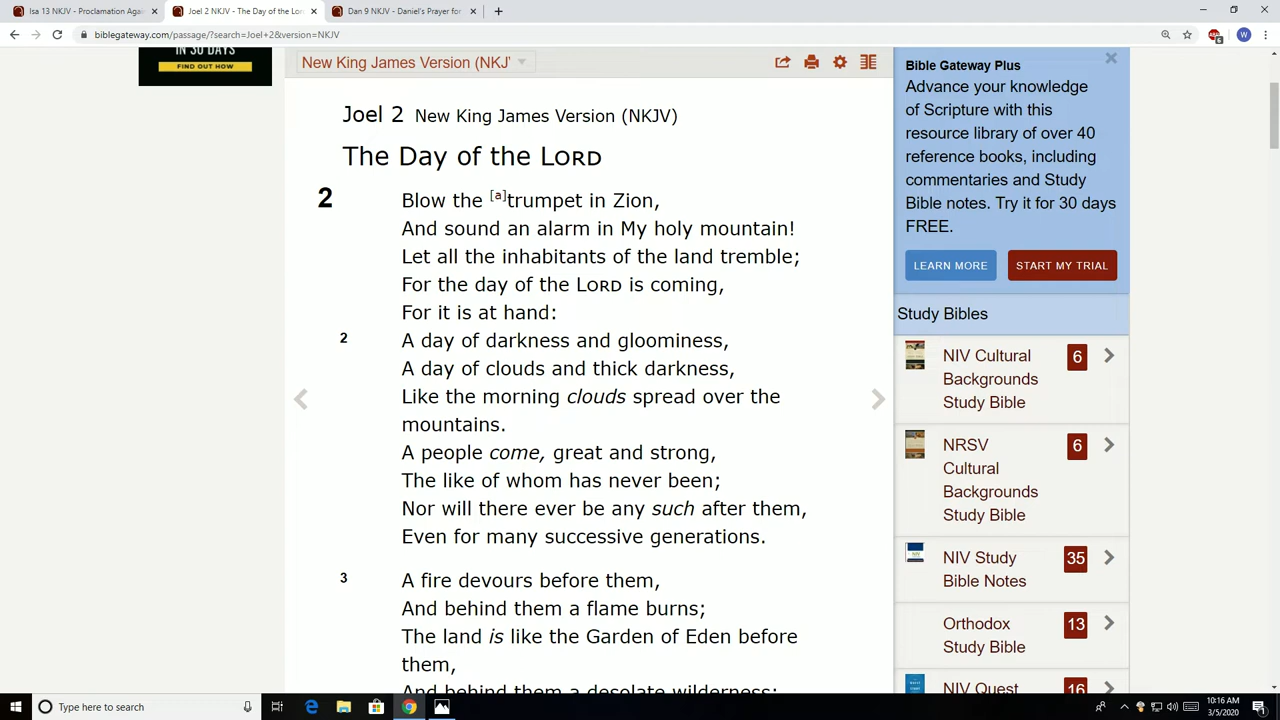 Isa 13 NKJV - Proclamation Again
Joel 2 NKJV - The Day of the Lor
Dan 9 NKJV - Daniel's Prayer for
biblegateway.com/passage/?search=Joel+2&version=NKJV
W
IN 30 DAYS
FIND OUT HOW
New King James Version (NKJV
Joel 2 New King James Version (NKJV)
The Day of the LORD
2 Blow the [a]trumpet in Zion,
And sound an alarm in My holy mountain!
Let all the inhabitants of the land tremble;
For the day of the LORD is coming,
For it is at hand:
2 A day of darkness and gloominess,
A day of clouds and thick darkness,
Like the morning clouds spread over the
mountains.
A people come, great and strong,
The like of whom has never been;
Nor will there ever be any such after them,
Even for many successive generations.
3 A fire devours before them,
And behind them a flame burns;
The land is like the Garden of Eden before
them,
And behind them a desolate wilderness;
Bible Gateway Plus
Advance your knowledge
of Scripture with this
resource library of over 40
reference books, including
commentaries and Study
Bible notes. Try it for 30 days
FREE.
LEARN MORE
START MY TRIAL
Study Bibles
NIV Cultural 6
Backgrounds
Study Bible
NRSV 6
Cultural
Backgrounds
Study Bible
NIV Study 35
Bible Notes
Orthodox 13
Study Bible
NIV Quest 16
Type here to search
10:16 AM
3/5/2020